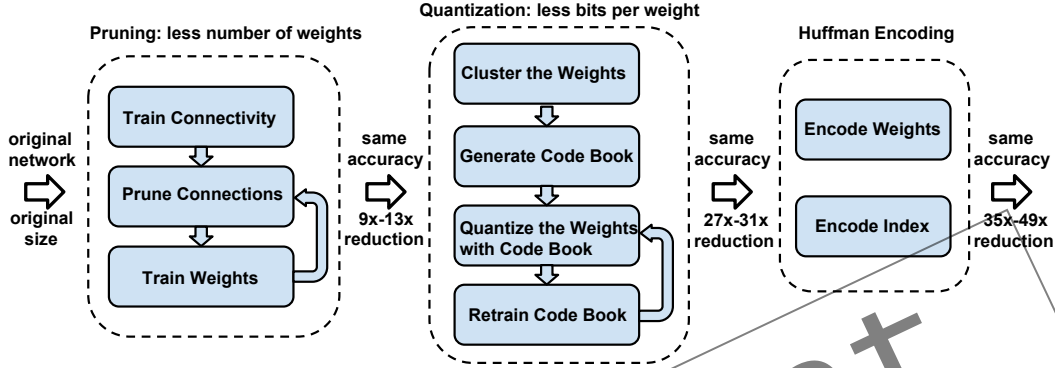 Quantization: less bits per weight
Pruning: less number of weights
Huffman Encoding
original
network
original
size
Train Connectivity
Prune Connections
Train Weights
same
accuracy
9x-13x
reduction
Cluster the Weights
Generate Code Book
Quantize the Weights
with Code Book
Retrain Code Book
same
accuracy
27x-31x
reduction
Encode Weights
Encode Index
same
accuracy
35x-49x
reduction